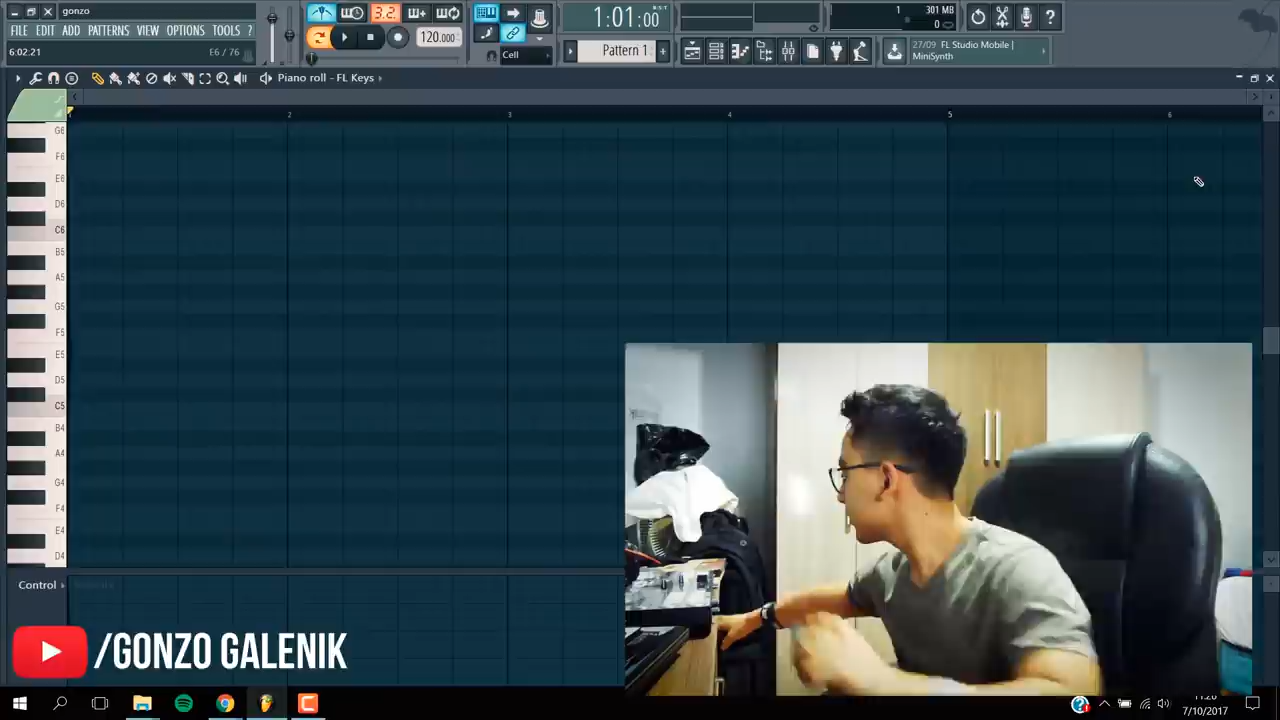 gonzo
FILE EDIT ADD PATTERNS VIEW OPTIONS TOOLS ?
6:02:21
E6 / 76
3.2
120.000
1:01:00
B:S:T
Cell
Pattern 1
1
301 MB
0
27/09 FL Studio Mobile |
MiniSynth
Piano roll - FL Keys
2 3 4 5 6
G6
F6
E6
D6
C6
B5
A5
G5
F5
E5
D5
C5
B4
A4
G4
F4
E4
D4
Control
/GONZO GALENIK
7/10/2017